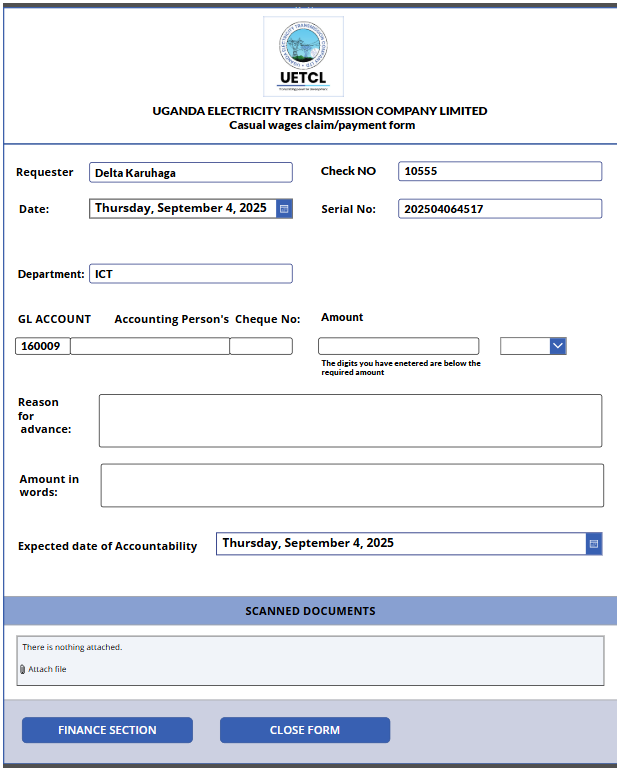 UETCL
UGANDA ELECTRICITY TRANSMISSION COMPANY LIMITED
Casual wages claim/payment form
Requester Delta Karuhaga Check NO 10555
Date: Thursday, September 4, 2025 Serial No: 202504064517
Department: ICT
GL ACCOUNT Accounting Person's Cheque No: Amount
160009
The digits you have enetered are below the
required amount
Reason
for
advance:
Amount in
words:
Expected date of Accountability Thursday, September 4, 2025
SCANNED DOCUMENTS
There is nothing attached.
Attach file
FINANCE SECTION CLOSE FORM